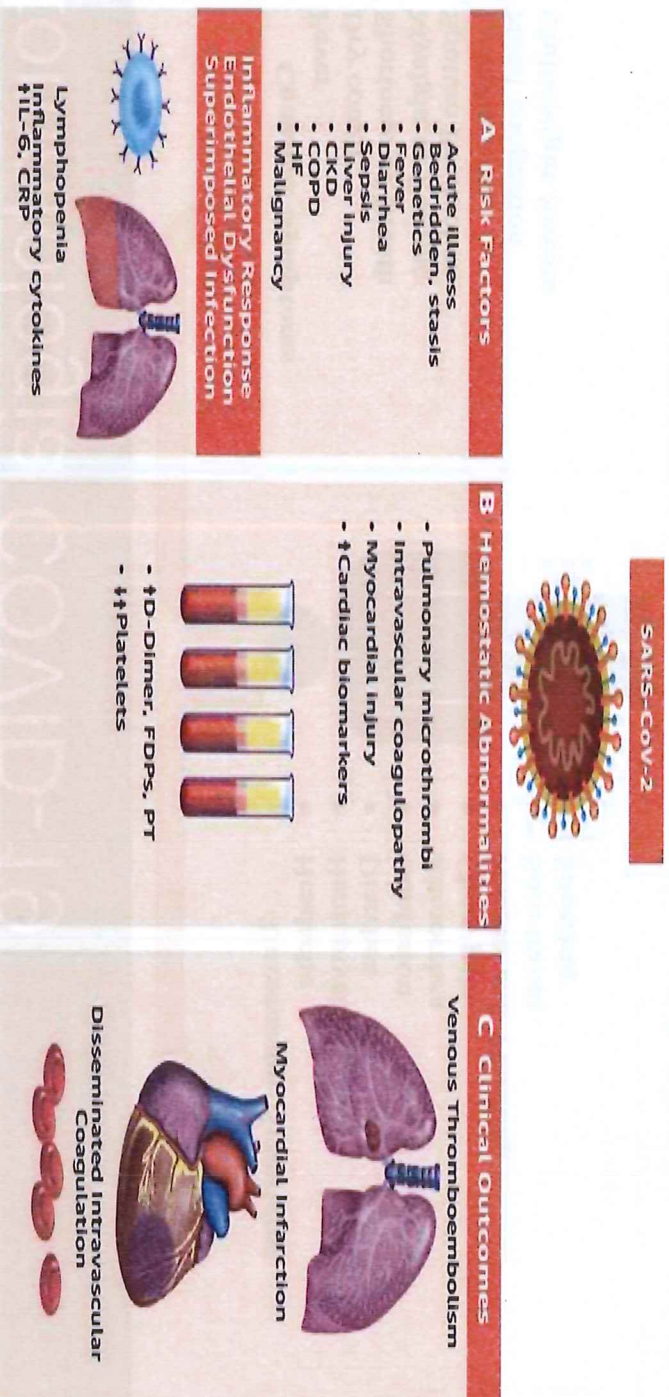 SARS-CoV-2
A Risk Factors
• Acute illness
• Bedridden, stasis
• Genetics
• Fever
• Diarrhea
• Sepsis
• Liver injury
• CKD
• COPD
• HF
• Malignancy
Inflammatory Response
Endothelial Dysfunction
Superimposed Infection
Lymphopenia
Inflammatory cytokines
↑IL-6, CRP
B Hemostatic Abnormalities
• Pulmonary microthrombi
• Intravascular coagulopathy
• Myocardial injury
• ↑Cardiac biomarkers
• ↑D-Dimer, FDPs, PT
• ↓↓Platelets
C Clinical Outcomes
Venous Thromboembolism
Myocardial Infarction
Disseminated Intravascular
Coagulation